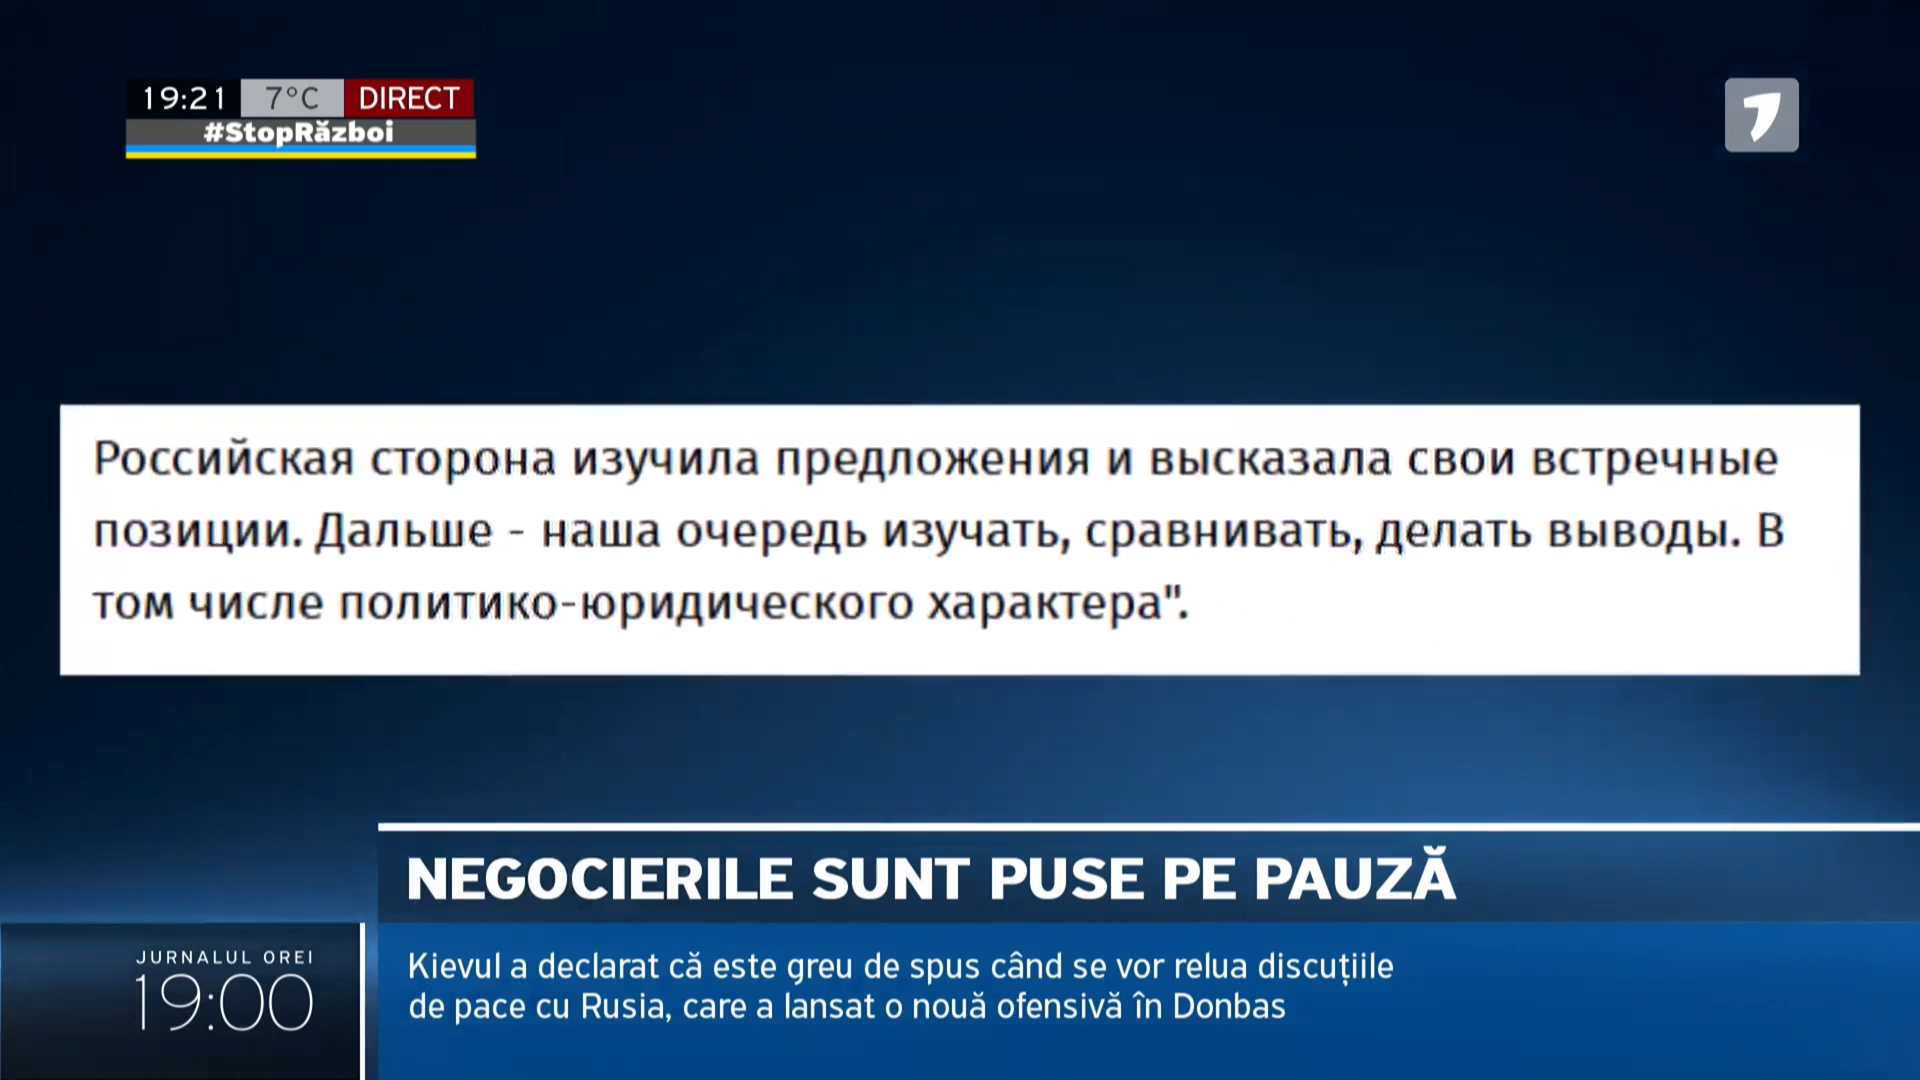 19:21 7°C DIRECT
#StopRăzboi
Российская сторона изучила предложения и высказала свои встречные
позиции. Дальше - наша очередь изучать, сравнивать, делать выводы. В
том числе политико-юридического характера".
NEGOCIERILE SUNT PUSE PE PAUZĂ
JURNALUL OREI
19:00
Kievul a declarat că este greu de spus când se vor relua discuțiile
de pace cu Rusia, care a lansat o nouă ofensivă în Donbas